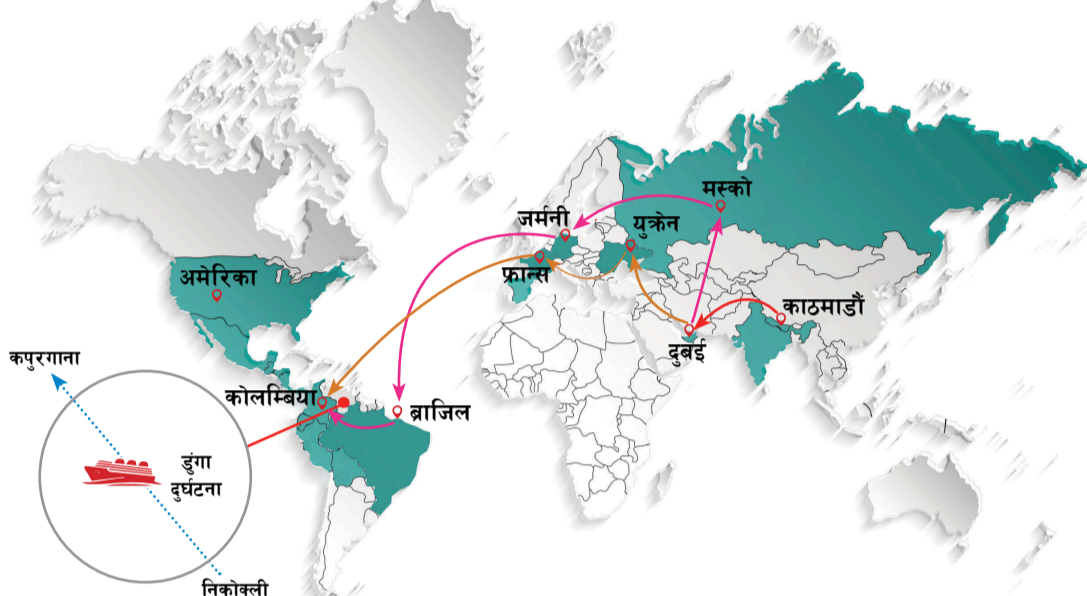 मस्को
जर्मनी
युक्रेन
फ्रान्स
अमेरिका
काठमाडौं
दुबई
कपुरगाना
कोलम्बिया
ब्राजिल
डुंगा
दुर्घटना
निकोक्ली